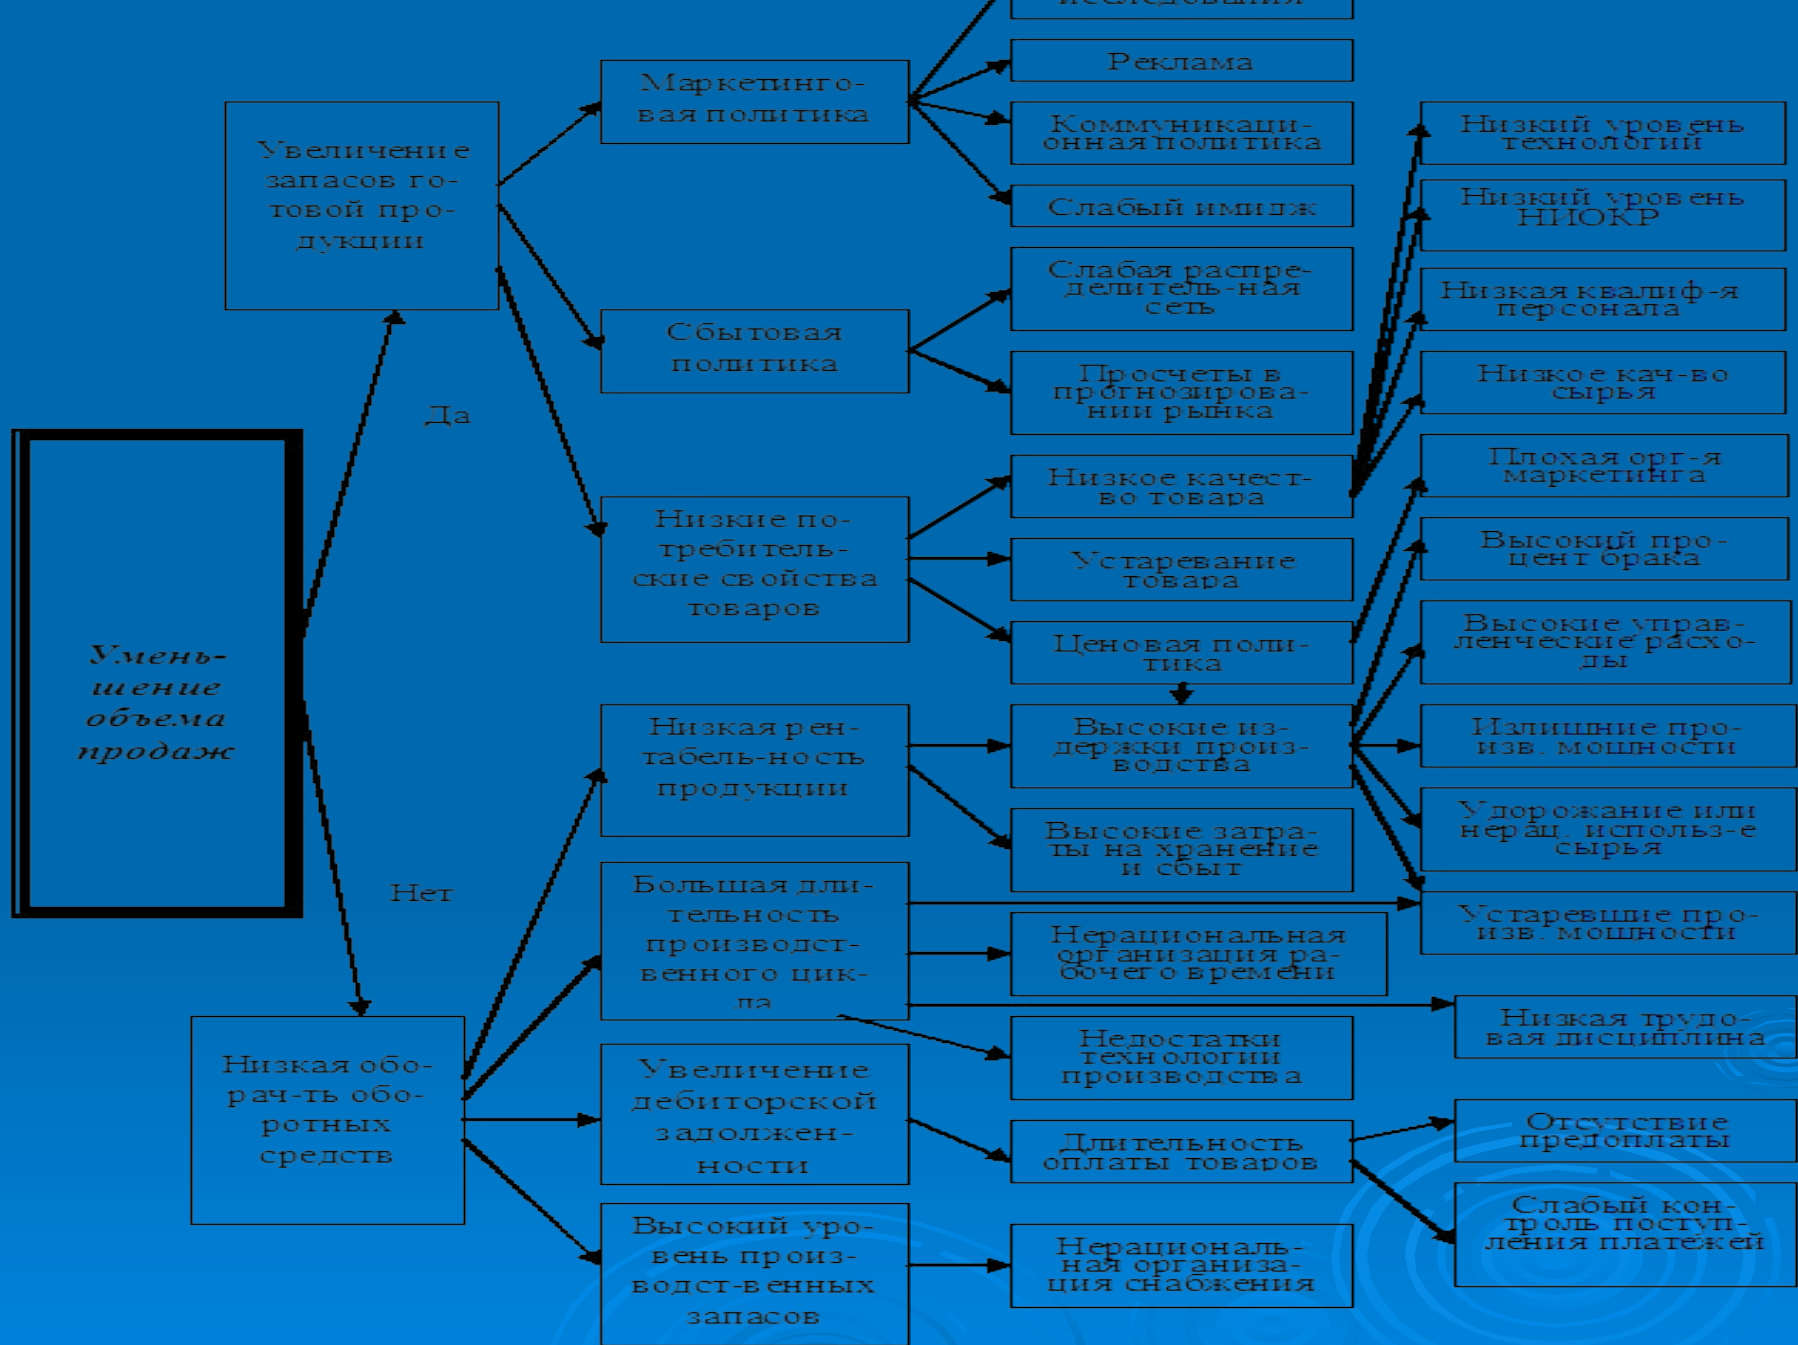 исследования
Реклама
Маркетинго-
вая политика
Коммуникаци-
онная политика
Слабый имидж
Увеличение
запасов го-
товой про-
дукции
Слабая распре-
делитель-ная
сеть
Сбытовая
политика
Просчеты в
прогнозирова-
нии рынка
Да
Низкие по-
требитель-
ские свойства
товаров
Низкое качест-
во товара
Устаревание
товара
Ценовая поли-
тика
Низкий уровень
технологий
Низкий уровень
НИОКР
Низкая квалиф-я
персонала
Низкое кач-во
сырья
Плохая орг-я
маркетинга
Высокий про-
цент брака
Высокие управ-
ленческие расхо-
ды
Излишние про-
изв. мощности
Удорожание или
нерац. использ-е
сырья
Устаревшие про-
изв. мощности
Умень-
шение
объема
продаж
Низкая рен-
табель-ность
продукции
Высокие из-
держки произ-
водства
Высокие затра-
ты на хранение
и сбыт
Нет
Большая дли-
тельность
производст-
венного цик-
ла
Нерациональная
организация ра-
бочего времени
Недостатки
технологии
производства
Низкая трудо-
вая дисциплина
Низкая обо-
рач-ть обо-
ротных
средств
Увеличение
дебиторской
задолжен-
ности
Длительность
оплаты товаров
Отсутствие
предоплаты
Слабый кон-
троль поступ-
ления платежей
Высокий уро-
вень произ-
водст-венных
запасов
Нерациональ-
ная организа-
ция снабжения